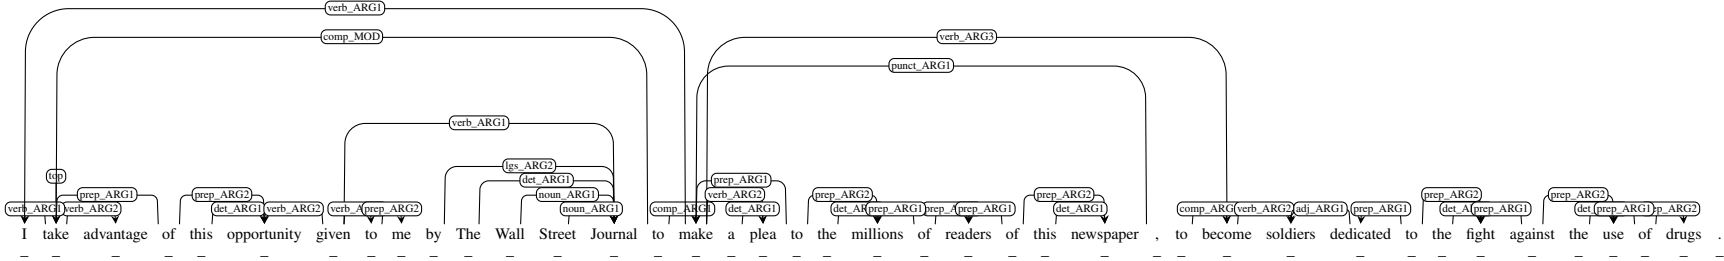 verb_ARG1
comp_MOD verb_ARG3
punct_ARG1
verb_ARG1
lgs_ARG2
top det_ARG1 prep_ARG1
prep_ARG1 prep_ARG2 noun_ARG1 verb_ARG2 prep_ARG2 prep_ARG2 prep_ARG2 prep_ARG2
verb_ARG1 verb_ARG2 det_ARG1 verb_ARG2 prep_ARG2 noun_ARG1 comp_ARG1 det_ARG1 prep_ARG1 prep_ARG1 det_ARG1 comp_ARG1 verb_ARG2 adj_ARG1 prep_ARG1 prep_ARG1 prep_ARG1
I take advantage of this opportunity given to me by The Wall Street Journal to make a plea to the millions of readers of this newspaper , to become soldiers dedicated to the fight against the use of drugs .
_ _ _ _ _ _ _ _ _ _ _ _ _ _ _ _ _ _ _ _ _ _ _ _ _ _ _ _ _ _ _ _ _ _ _ _ _ _ _ _ _